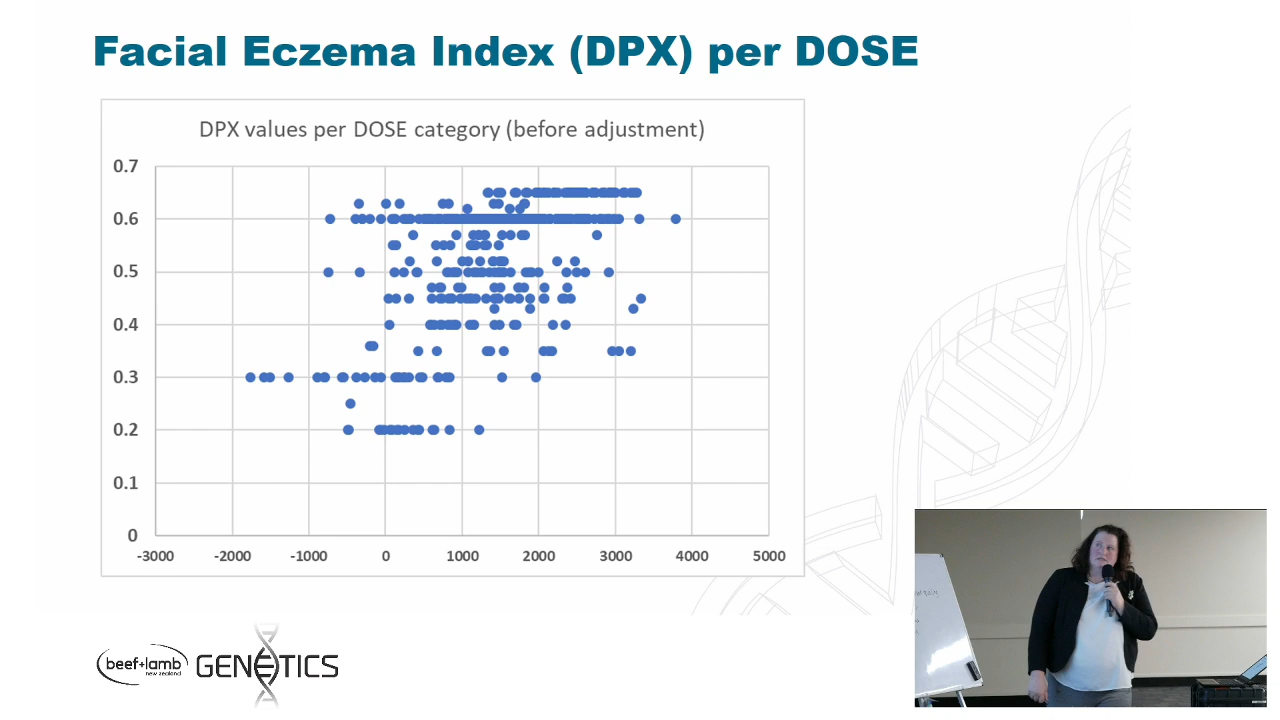 Facial Eczema Index (DPX) per DOSE
DPX values per DOSE category (before adjustment)
0.7
0.6
0.5
0.4
0.3
0.2
0.1
0
-3000 -2000 -1000 0 1000 2000 3000 4000 5000
beef+lamb
new zealand
GENETICS